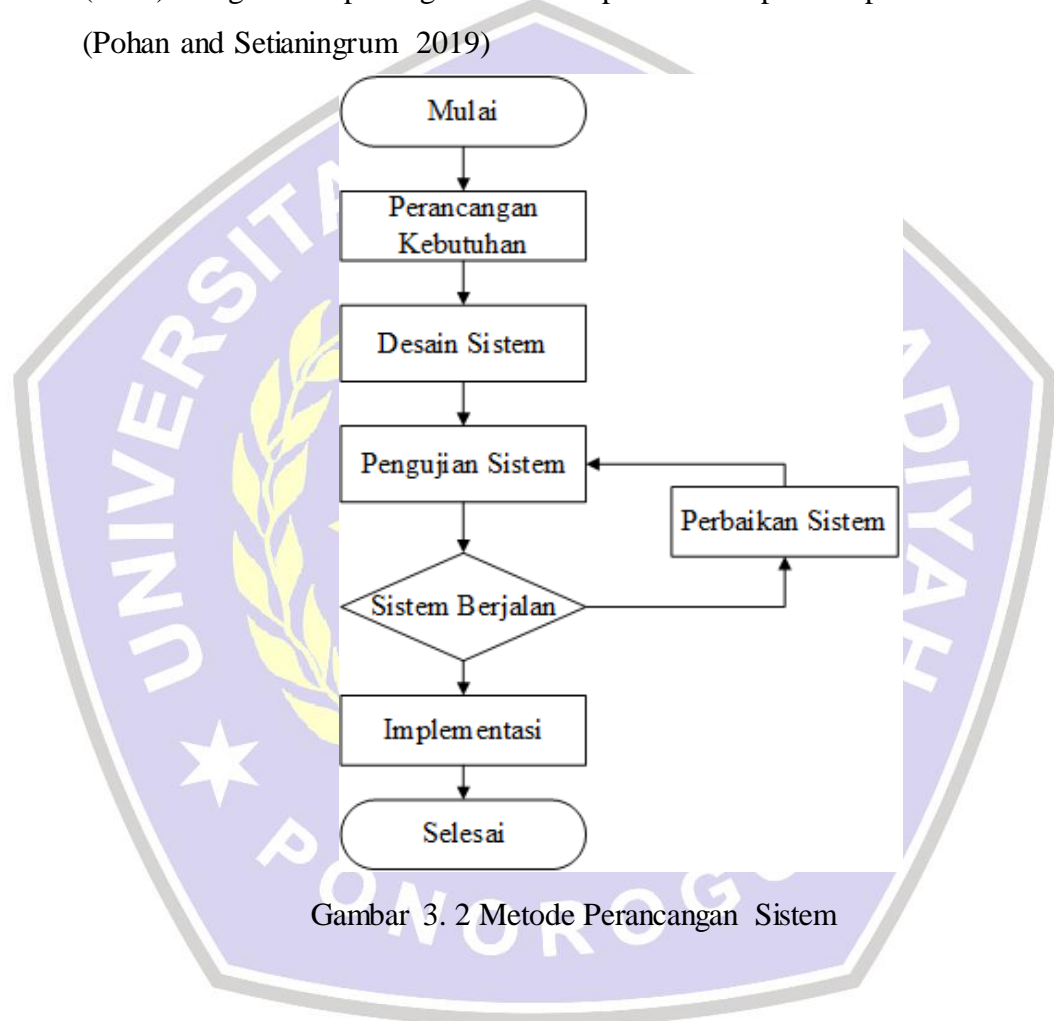 (Pohan and Setianingrum 2019)
Mulai
Perancangan
Kebutuhan
Desain Sistem
Pengujian Sistem
Perbaikan Sistem
Sistem Berjalan
Implementasi
Selesai
Gambar 3. 2 Metode Perancangan Sistem
PONOROGO